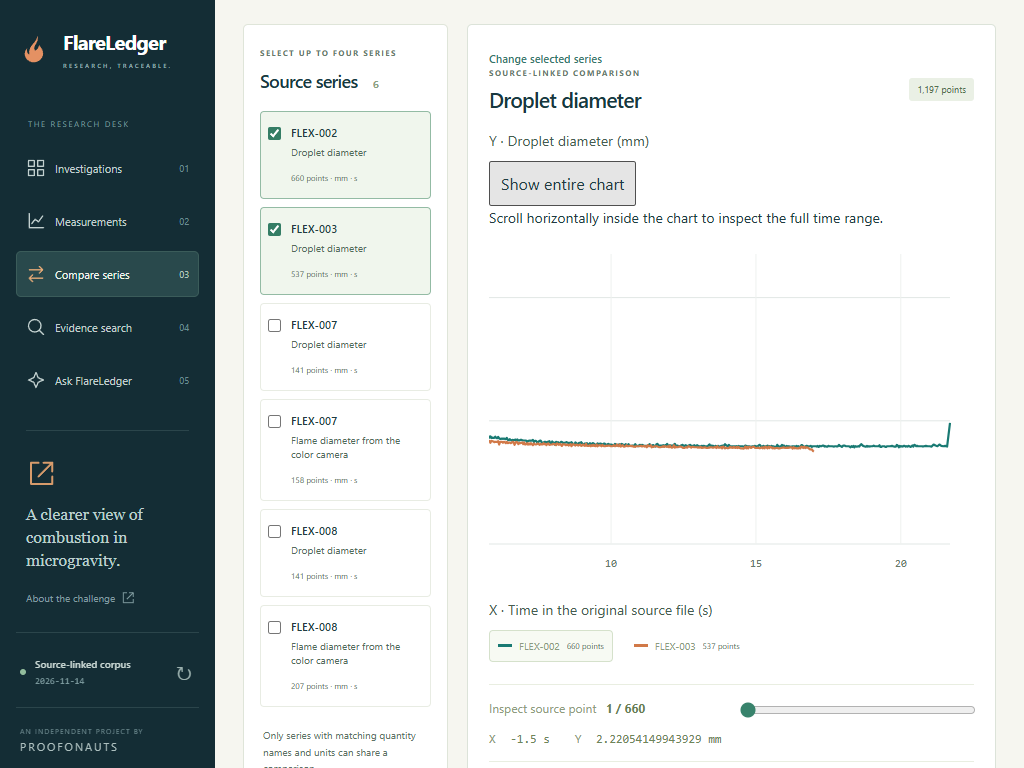 FlareLedger
RESEARCH, TRACEABLE.
THE RESEARCH DESK
Investigations 01
Measurements 02
Compare series 03
Evidence search 04
Ask FlareLedger 05
A clearer view of
combustion in
microgravity.
About the challenge
Source-linked corpus
2026-11-14
AN INDEPENDENT PROJECT BY
PROOFONAUTS
SELECT UP TO FOUR SERIES
Source series 6
FLEX-002
Droplet diameter
660 points · mm · s
FLEX-003
Droplet diameter
537 points · mm · s
FLEX-007
Droplet diameter
141 points · mm · s
FLEX-007
Flame diameter from the
color camera
158 points · mm · s
FLEX-008
Droplet diameter
141 points · mm · s
FLEX-008
Flame diameter from the
color camera
207 points · mm · s
Only series with matching quantity
names and units can share a
comparison.
Change selected series
SOURCE-LINKED COMPARISON
Droplet diameter
1,197 points
Y · Droplet diameter (mm)
Show entire chart
Scroll horizontally inside the chart to inspect the full time range.
10 15 20
X · Time in the original source file (s)
FLEX-002 660 points FLEX-003 537 points
Inspect source point 1 / 660
X -1.5 s Y 2.22054149943929 mm